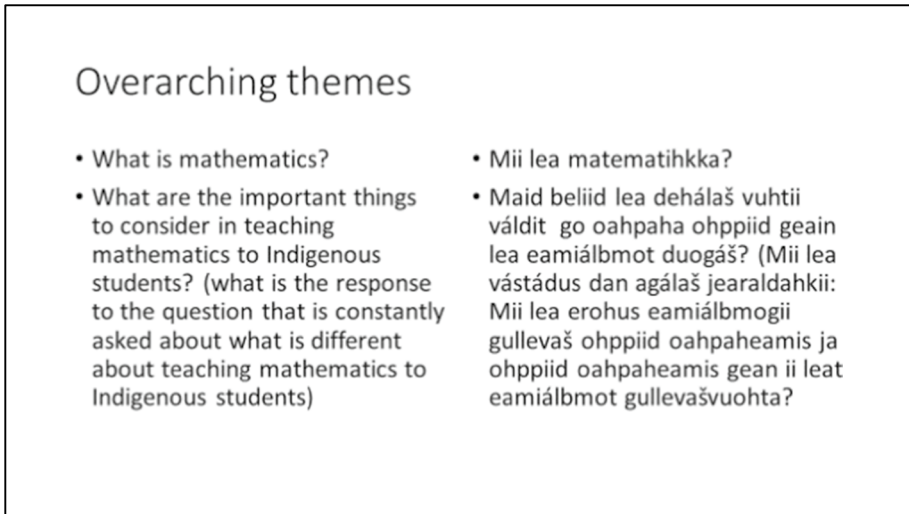 Overarching themes
• What is mathematics?
• What are the important things
to consider in teaching
mathematics to Indigenous
students? (what is the response
to the question that is constantly
asked about what is different
about teaching mathematics to
Indigenous students)
• Mii lea matematihkka?
• Maid beliid lea dehálaš vuhtii
váldit go oahpaha ohppiid geain
lea eamiálbmot duogáš? (Mii lea
vástádus dan agálaš jearaldahkii:
Mii lea erohus eamiálbmogii
gullevaš ohppiid oahpaheamis ja
ohppiid oahpaheamis gean ii leat
eamiálbmot gullevašvuohta?